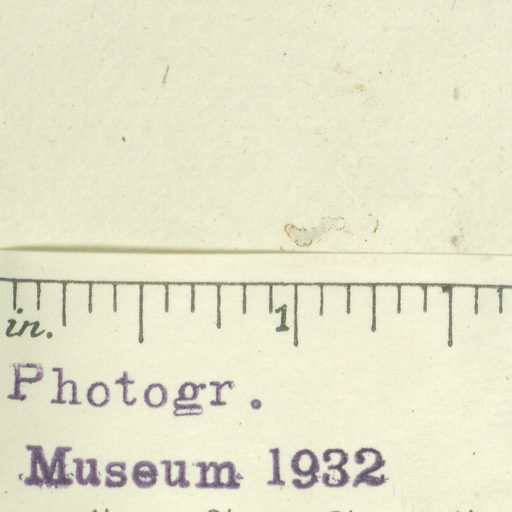 in. 1
Photogr.
Museum 1932